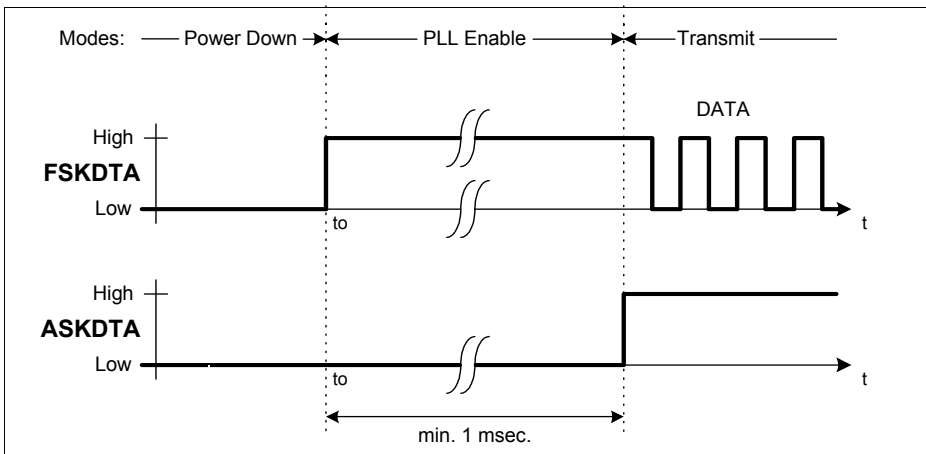 Modes: Power Down PLL Enable Transmit
DATA
High
FSKDTA
Low
to
t
High
ASKDTA
Low
to
t
min. 1 msec.